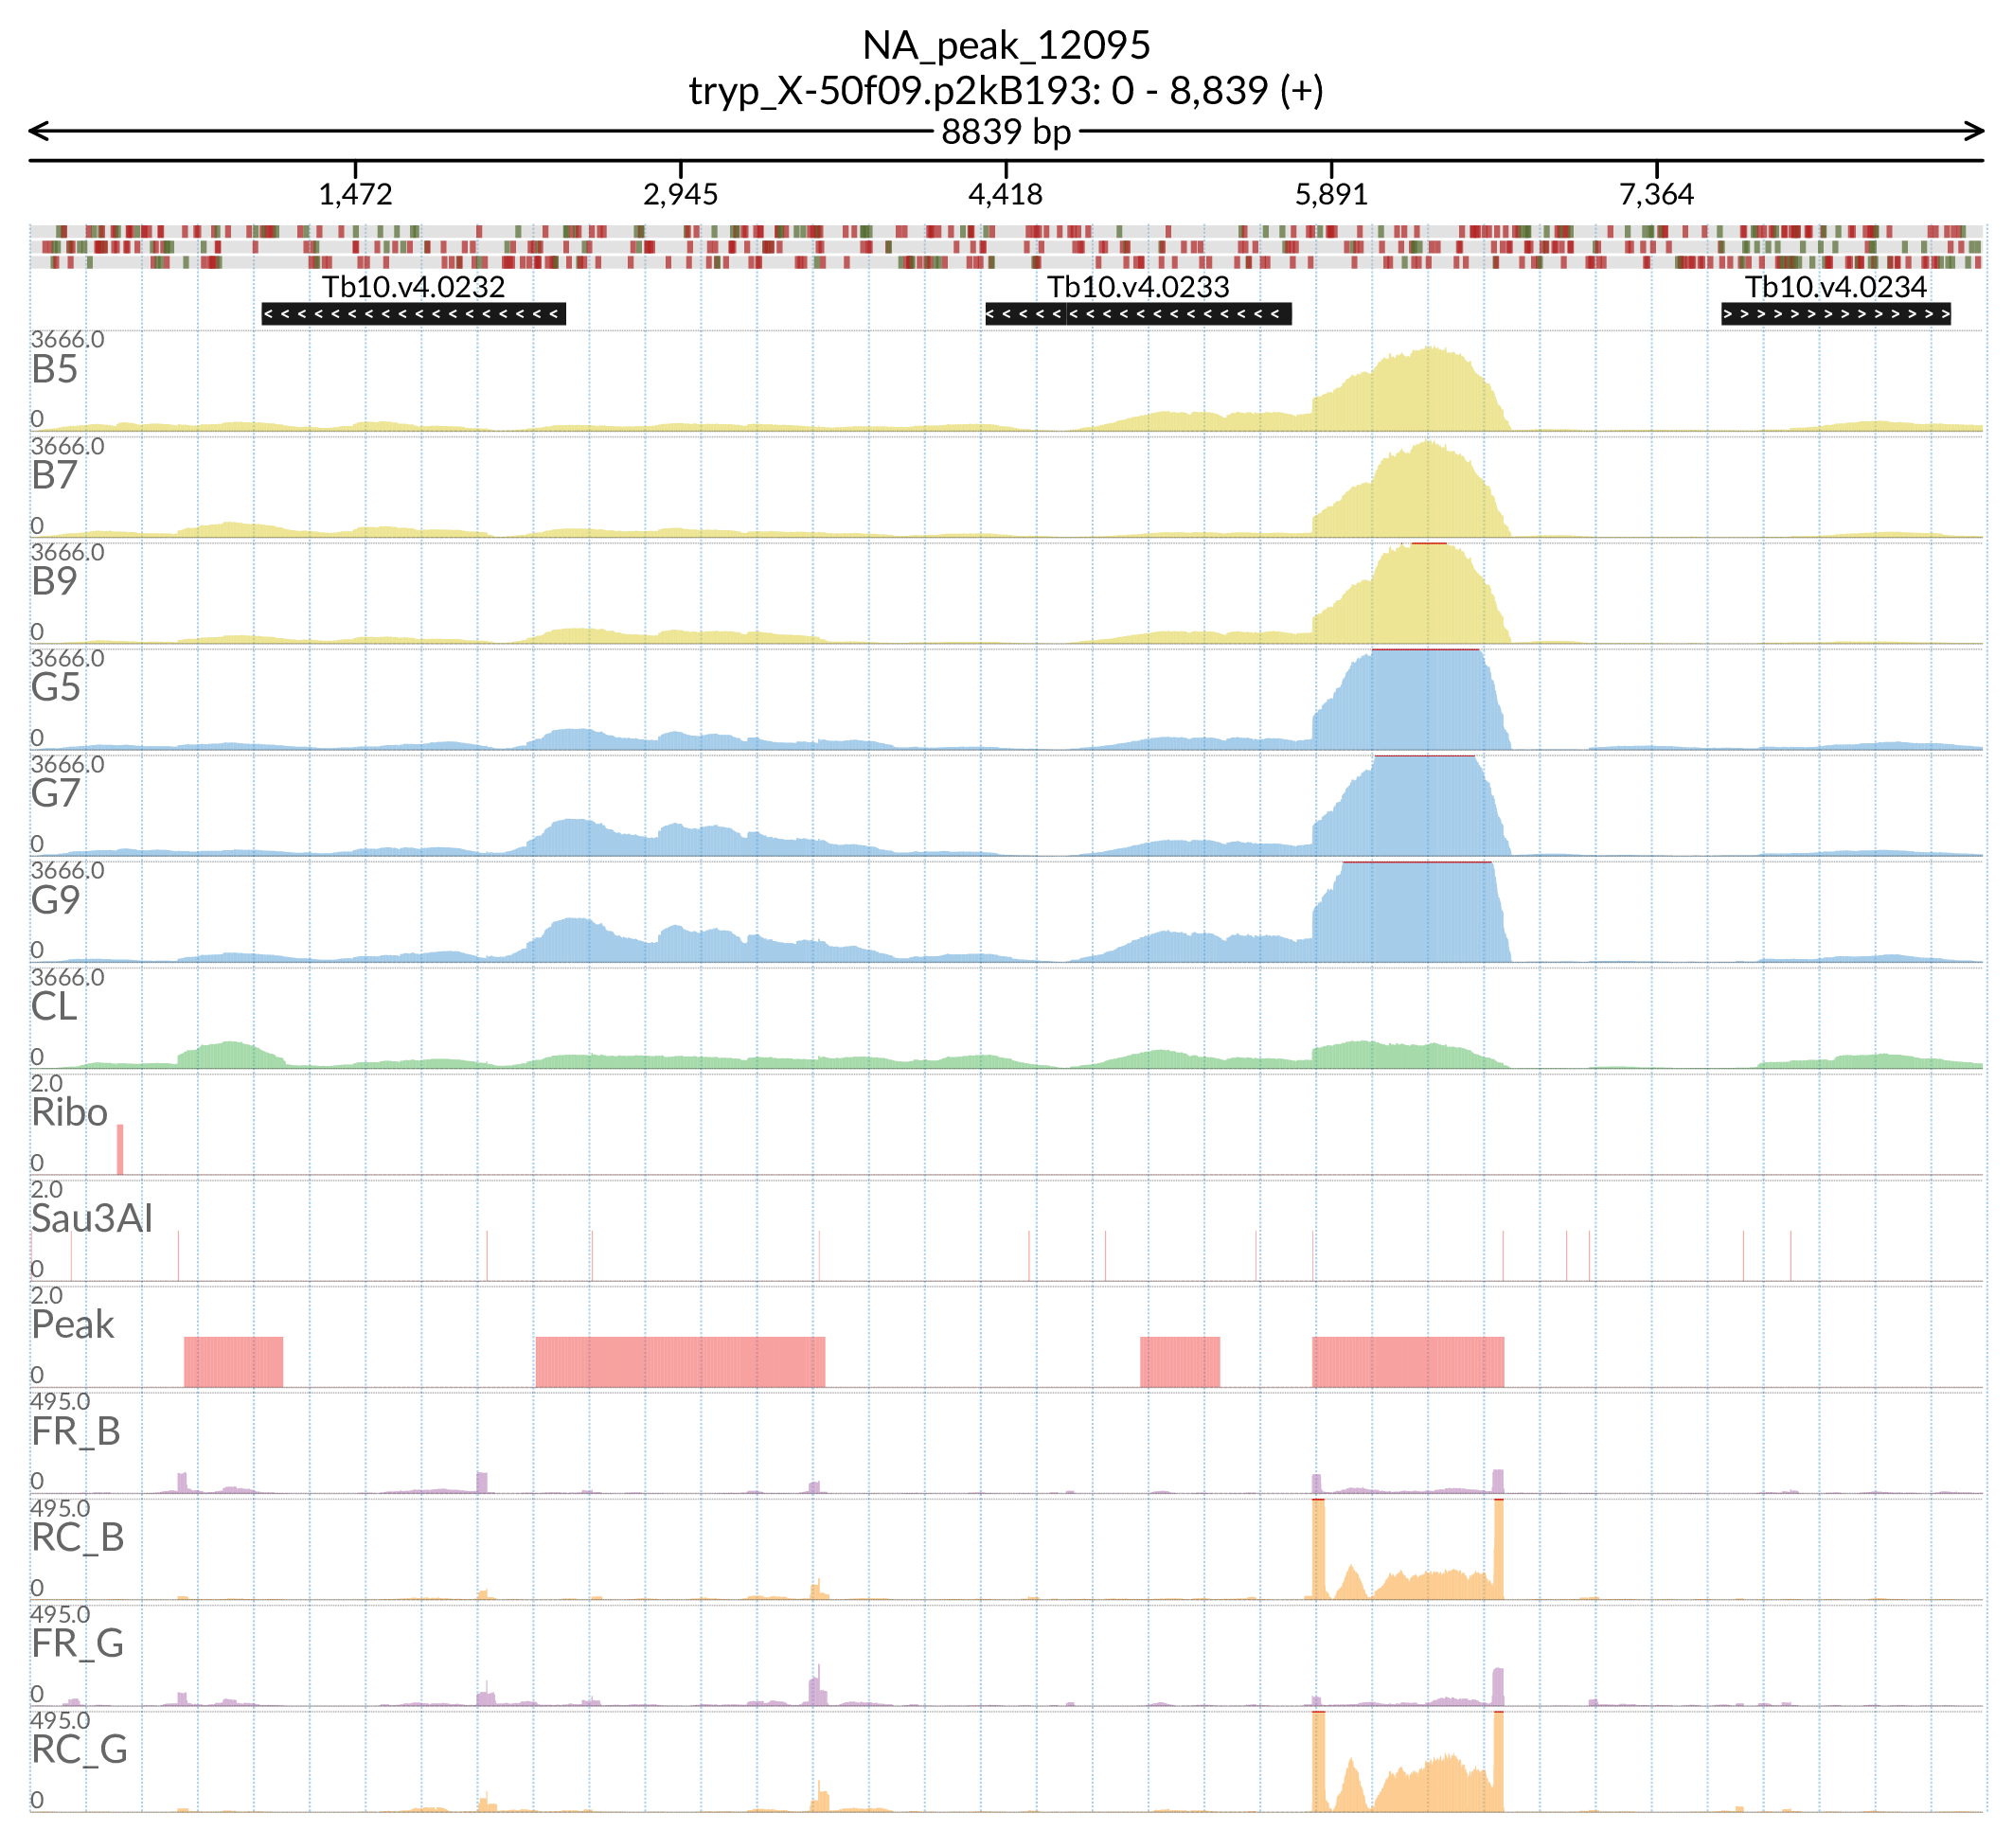 NA_peak_12095
tryp_X-50f09.p2kB193: 0 - 8,839 (+)
8839 bp
1,472 2,945 4,418 5,891 7,364
Tb10.v4.0232 Tb10.v4.0233 Tb10.v4.0234
3666.0
B5
0
3666.0
B7
0
3666.0
B9
0
3666.0
G5
0
3666.0
G7
0
3666.0
G9
0
3666.0
CL
0
2.0
Ribo
0
2.0
Sau3AI
0
2.0
Peak
0
495.0
FR_B
0
495.0
RC_B
0
495.0
FR_G
0
495.0
RC_G
0